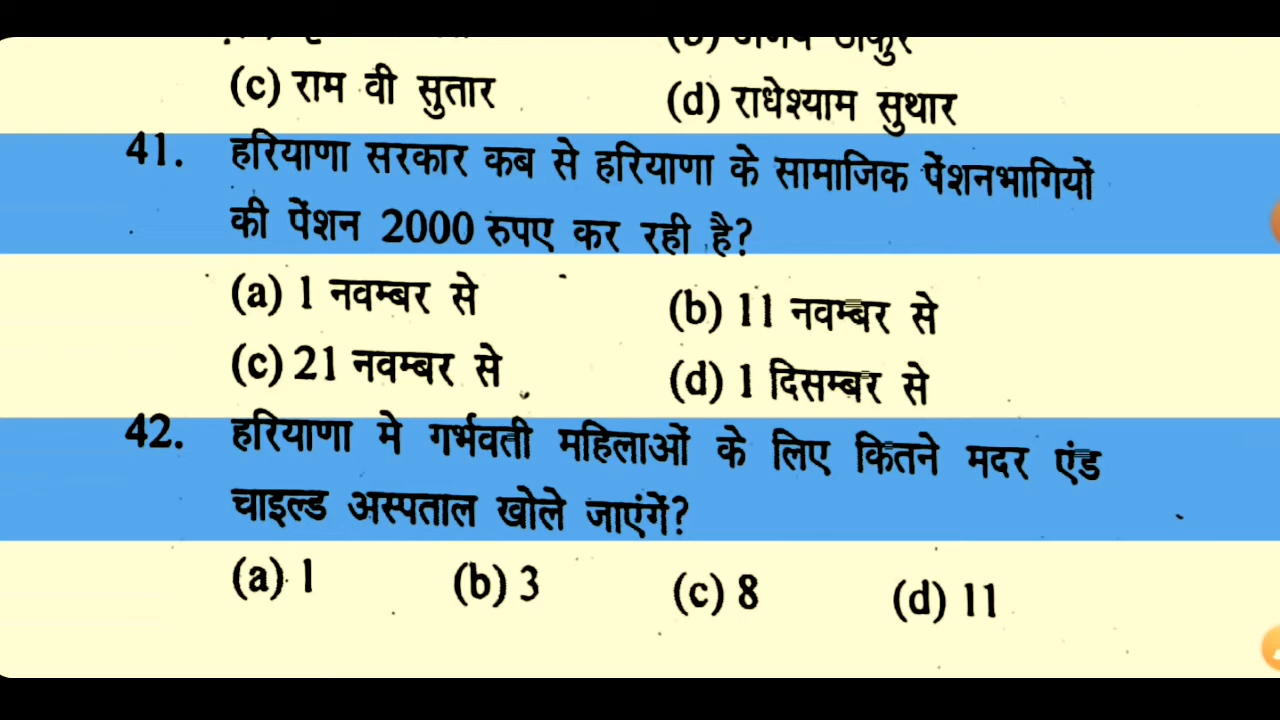 (c) राम वी सुतार (d) राधेश्याम सुथार
41. हरियाणा सरकार कब से हरियाणा के सामाजिक पेंशनभागियों
की पेंशन 2000 रुपए कर रही है?
(a) 1 नवम्बर से (b) 11 नवम्बर से
(c) 21 नवम्बर से (d) 1 दिसम्बर से
42. हरियाणा मे गर्भवती महिलाओं के लिए कितने मदर एंड
चाइल्ड अस्पताल खोले जाएंगें?
(a) 1 (b) 3 (c) 8 (d) 11